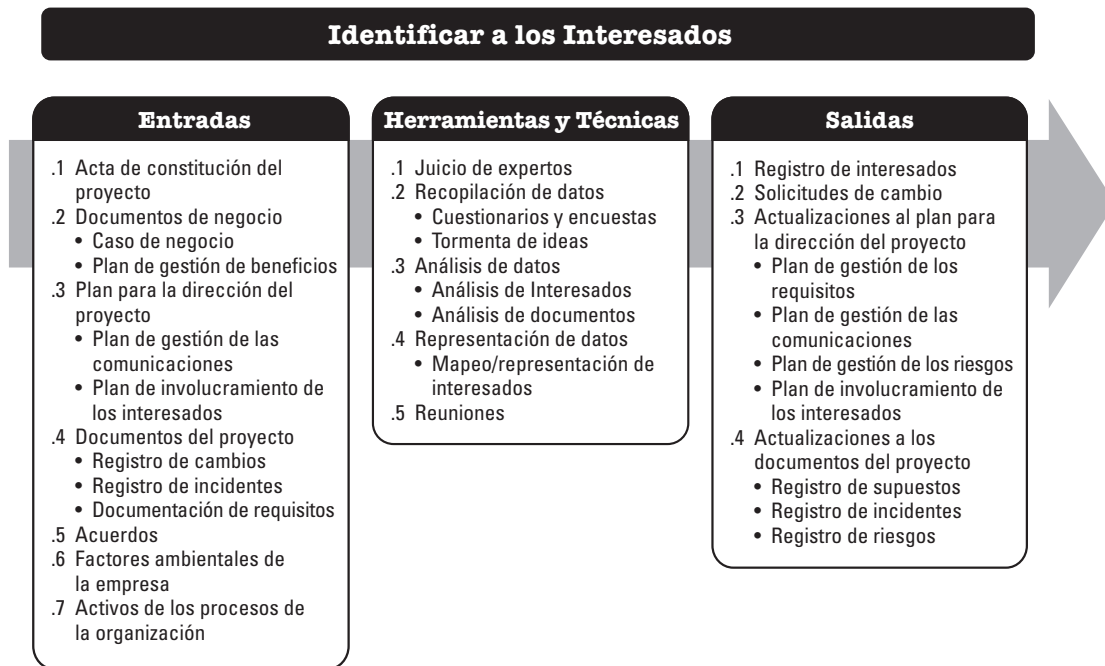 Identificar a los Interesados
Entradas
.1 Acta de constitución del
proyecto
.2 Documentos de negocio
• Caso de negocio
• Plan de gestión de beneficios
.3 Plan para la dirección del
proyecto
• Plan de gestión de las
comunicaciones
• Plan de involucramiento de
los interesados
.4 Documentos del proyecto
• Registro de cambios
• Registro de incidentes
• Documentación de requisitos
.5 Acuerdos
.6 Factores ambientales de
la empresa
.7 Activos de los procesos de
la organización
Herramientas y Técnicas
.1 Juicio de expertos
.2 Recopilación de datos
• Cuestionarios y encuestas
• Tormenta de ideas
.3 Análisis de datos
• Análisis de Interesados
• Análisis de documentos
.4 Representación de datos
• Mapeo/representación de
interesados
.5 Reuniones
Salidas
.1 Registro de interesados
.2 Solicitudes de cambio
.3 Actualizaciones al plan para
la dirección del proyecto
• Plan de gestión de los
requisitos
• Plan de gestión de las
comunicaciones
• Plan de gestión de los riesgos
• Plan de involucramiento de
los interesados
.4 Actualizaciones a los
documentos del proyecto
• Registro de supuestos
• Registro de incidentes
• Registro de riesgos